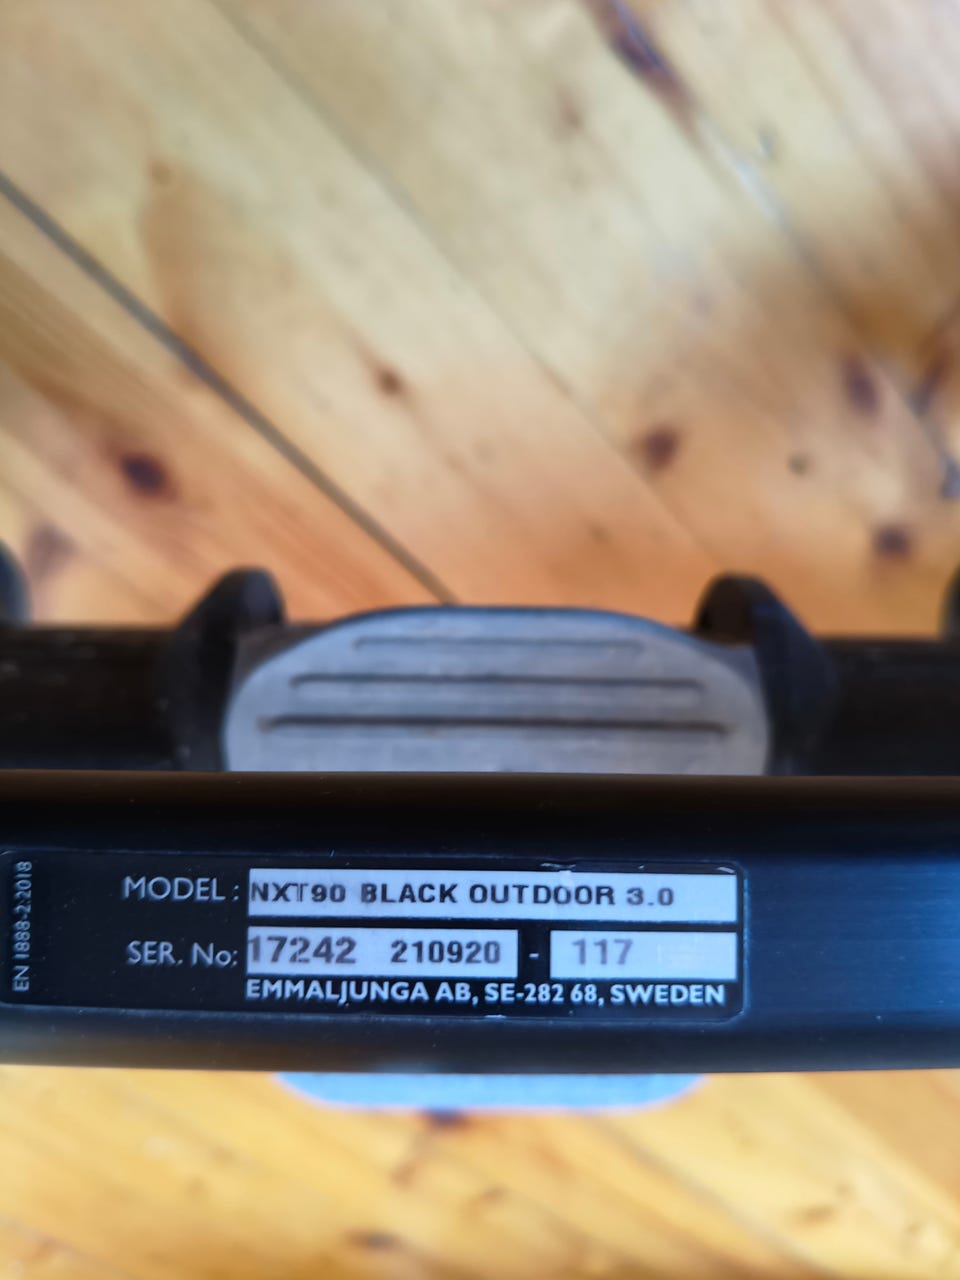 EN 1888-2:2018
MODEL: NXT90 BLACK OUTDOOR 3.0
SER. No: 17242 210920 - 117
EMMALJUNGA AB, SE-282 68, SWEDEN